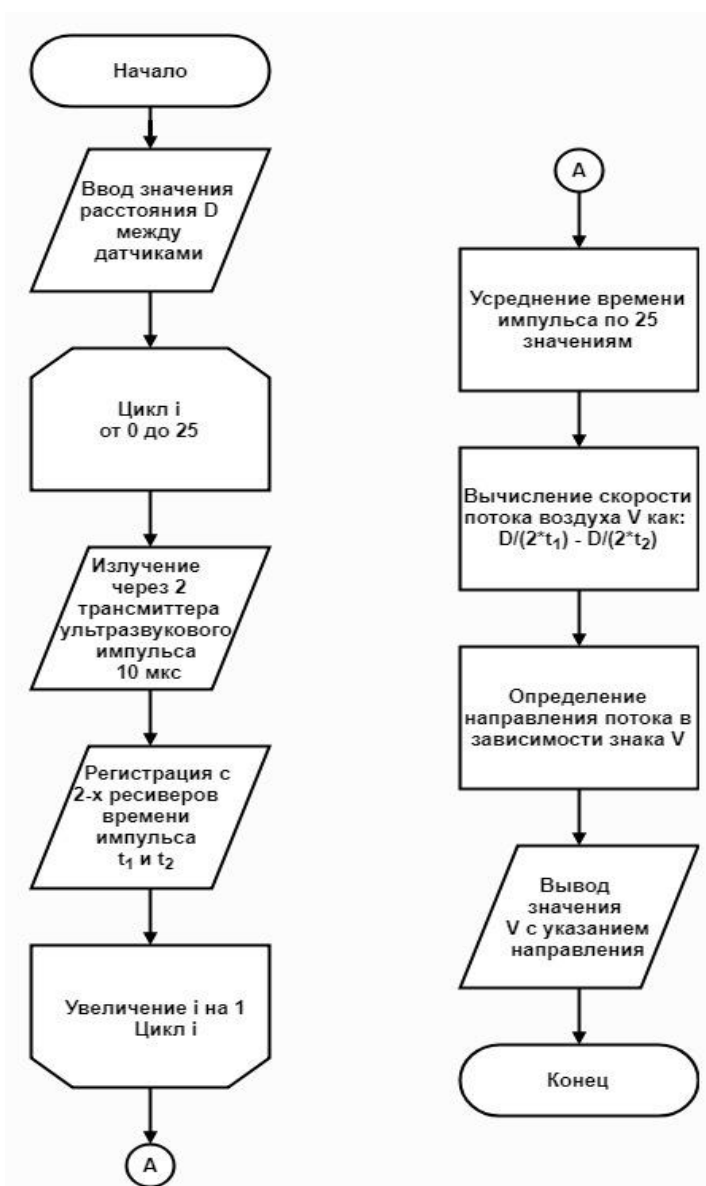 Начало
Ввод значения
расстояния D
между
датчиками
Цикл i
от 0 до 25
Излучение
через 2
трансмиттера
ультразвукового
импульса
10 мкс
Регистрация с
2-х ресиверов
времени
импульса
t₁ и t₂
Увеличение i на 1
Цикл i
A
A
Усреднение времени
импульса по 25
значениям
Вычисление скорости
потока воздуха V как:
D/(2*t₁) - D/(2*t₂)
Определение
направления потока в
зависимости знака V
Вывод
значения
V с указанием
направления
Конец